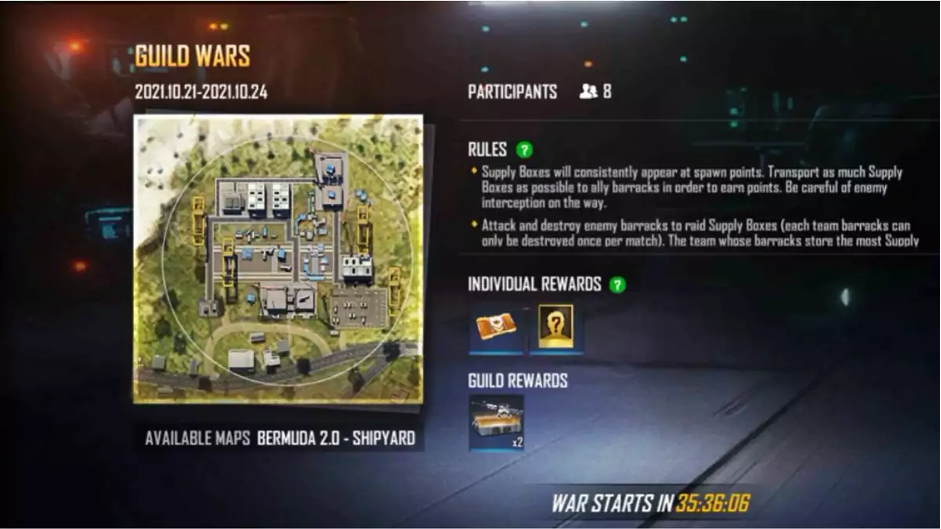 GUILD WARS
2021.10.21-2021.10.24
AVAILABLE MAPS BERMUDA 2.0 - SHIPYARD
PARTICIPANTS 8
RULES ?
Supply Boxes will consistently appear at spawn points. Transport as much Supply
Boxes as possible to ally barracks in order to earn points. Be careful of enemy
interception on the way.
Attack and destroy enemy barracks to raid Supply Boxes (each team barracks can
only be destroyed once per match). The team whose barracks store the most Supply
INDIVIDUAL REWARDS ?
?
GUILD REWARDS
x2
WAR STARTS IN 35:36:06